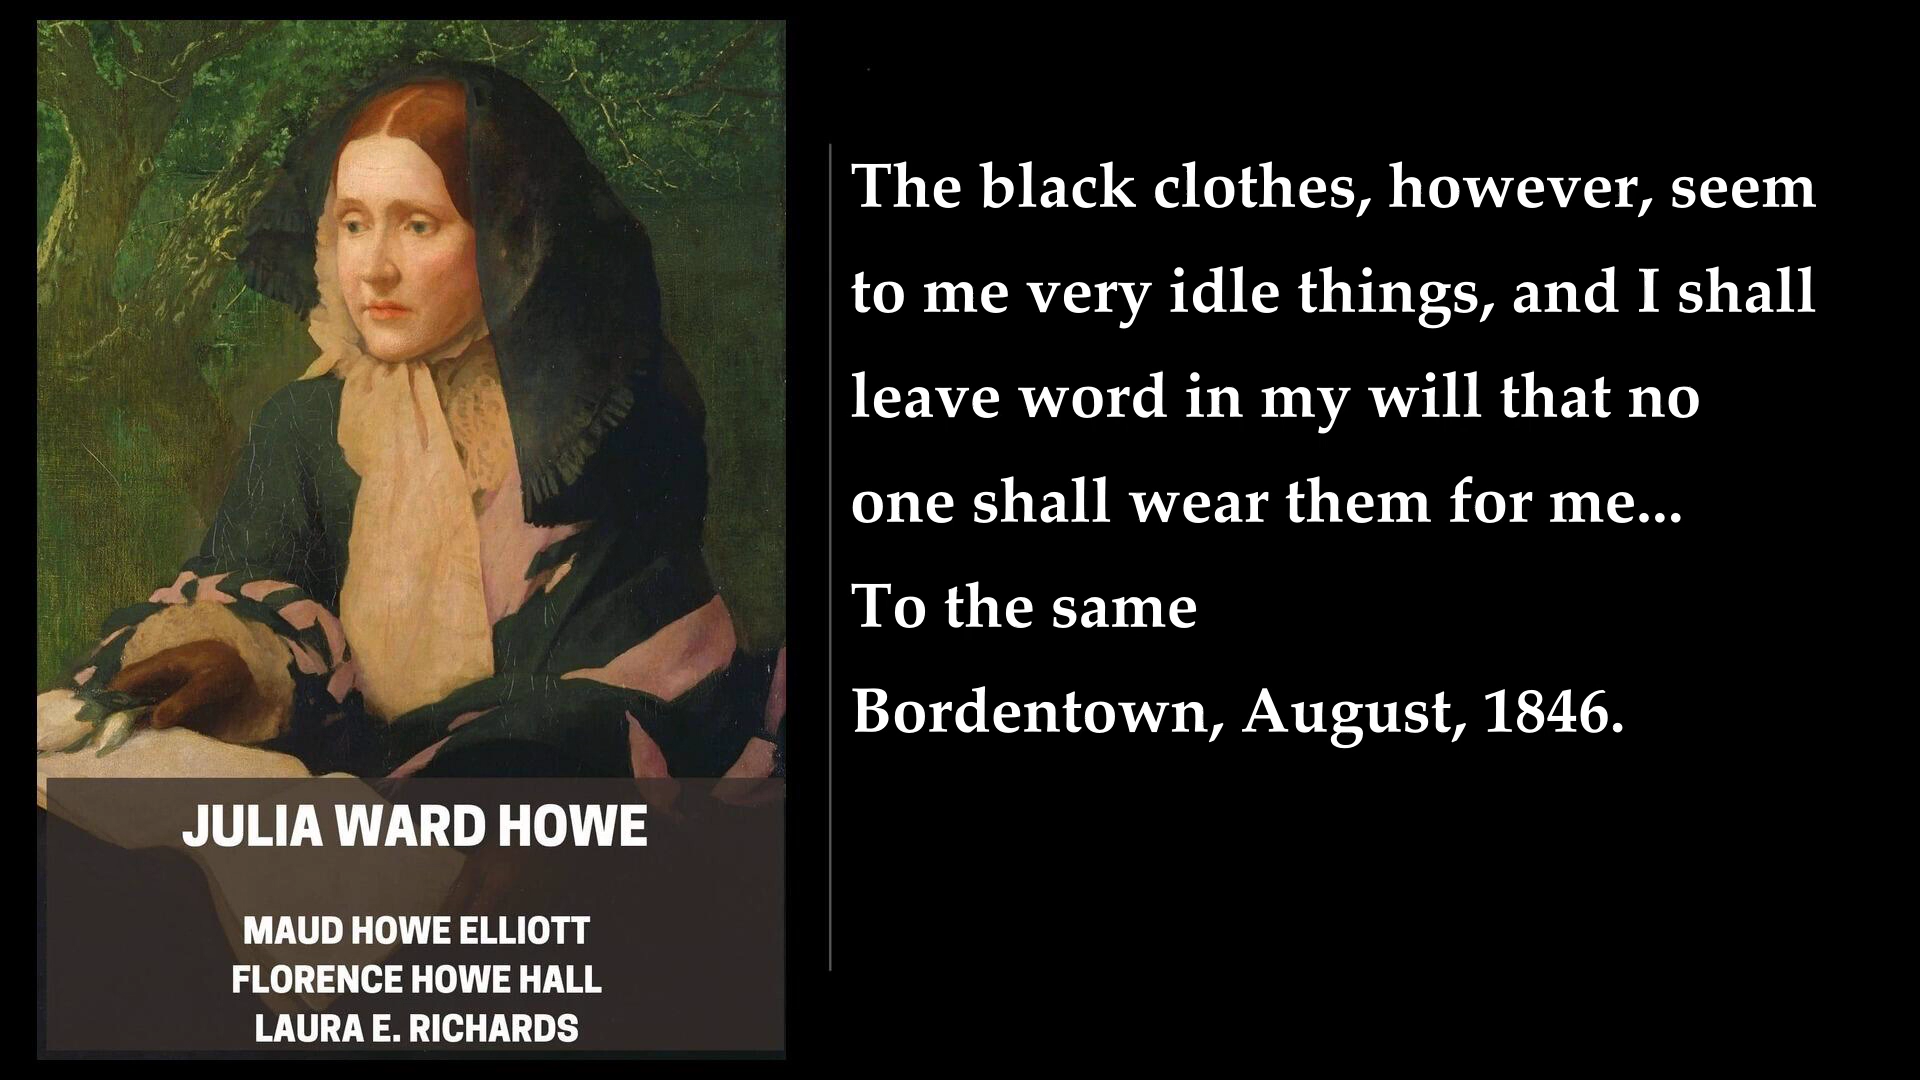 JULIA WARD HOWE
MAUD HOWE ELLIOTT
FLORENCE HOWE HALL
LAURA E. RICHARDS
The black clothes, however, seem
to me very idle things, and I shall
leave word in my will that no
one shall wear them for me...
To the same
Bordentown, August, 1846.